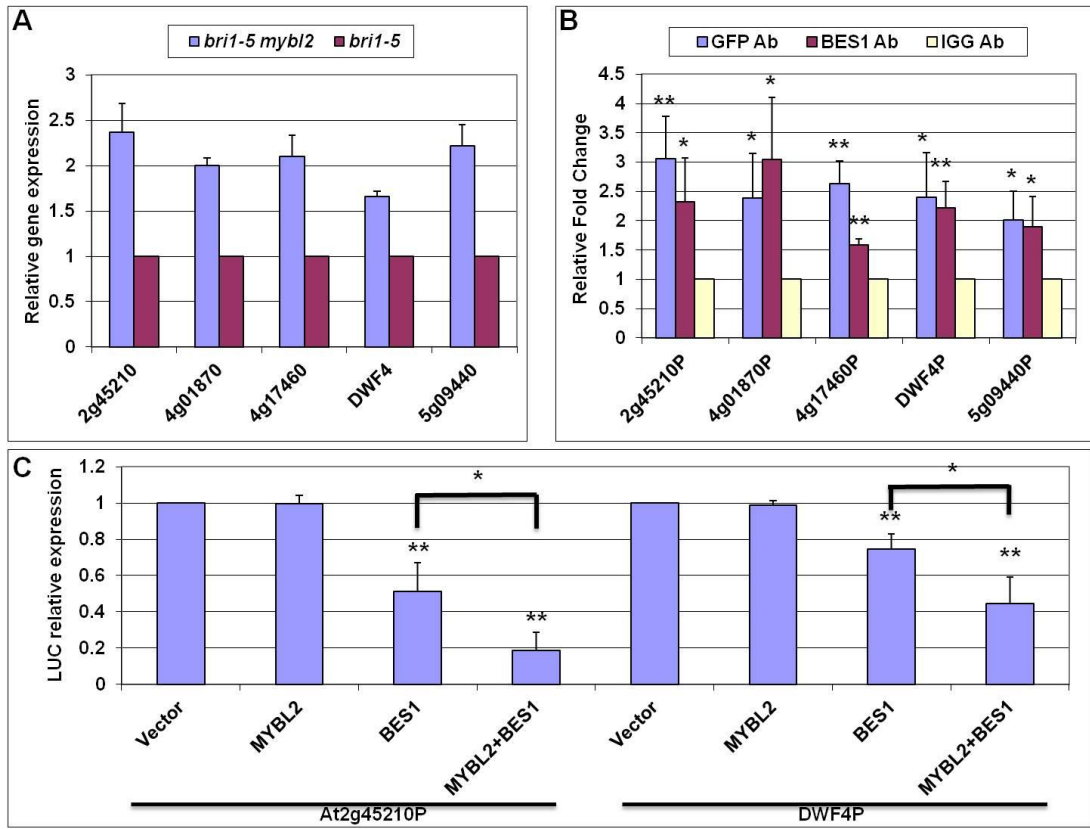 A
bri1-5 mybl2 bri1-5
Relative gene expression
3
2.5
2
1.5
1
0.5
0
2g45210 4g01870 4g17460 DWF4 5g09440
B
GFP Ab BES1 Ab IGG Ab
Relative Fold Change
4.5
4
3.5
3
2.5
2
1.5
1
0.5
0
** * * * ** ** * ** * *
2g45210P 4g01870P 4g17460P DWF4P 5g09440P
C
LUC relative expression
1.2
1
0.8
0.6
0.4
0.2
0
* *
** ** ** **
Vector MYBL2 BES1 MYBL2+BES1 Vector MYBL2 BES1 MYBL2+BES1
At2g45210P DWF4P